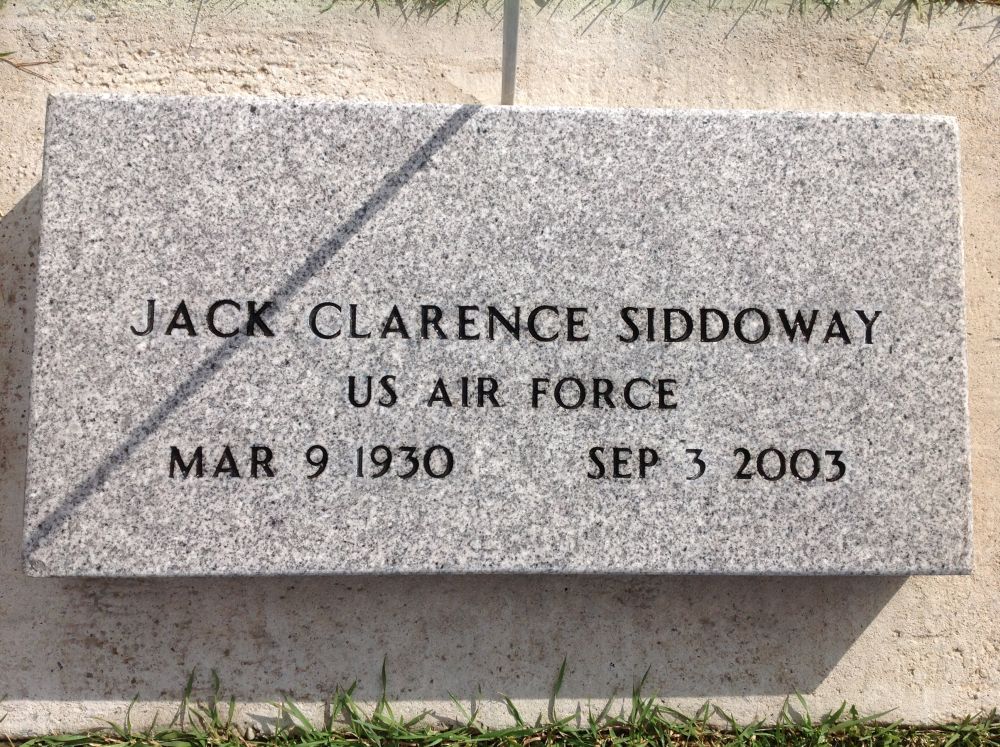 JACK CLARENCE SIDDOWAY
US AIR FORCE
MAR 9 1930 SEP 3 2003